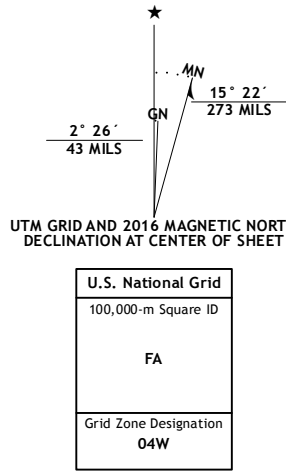 ★
MN
GN
15° 22´
273 MILS
2° 26´
43 MILS
UTM GRID AND 2016 MAGNETIC NORT
DECLINATION AT CENTER OF SHEET
U.S. National Grid
100,000-m Square ID
FA
Grid Zone Designation
04W